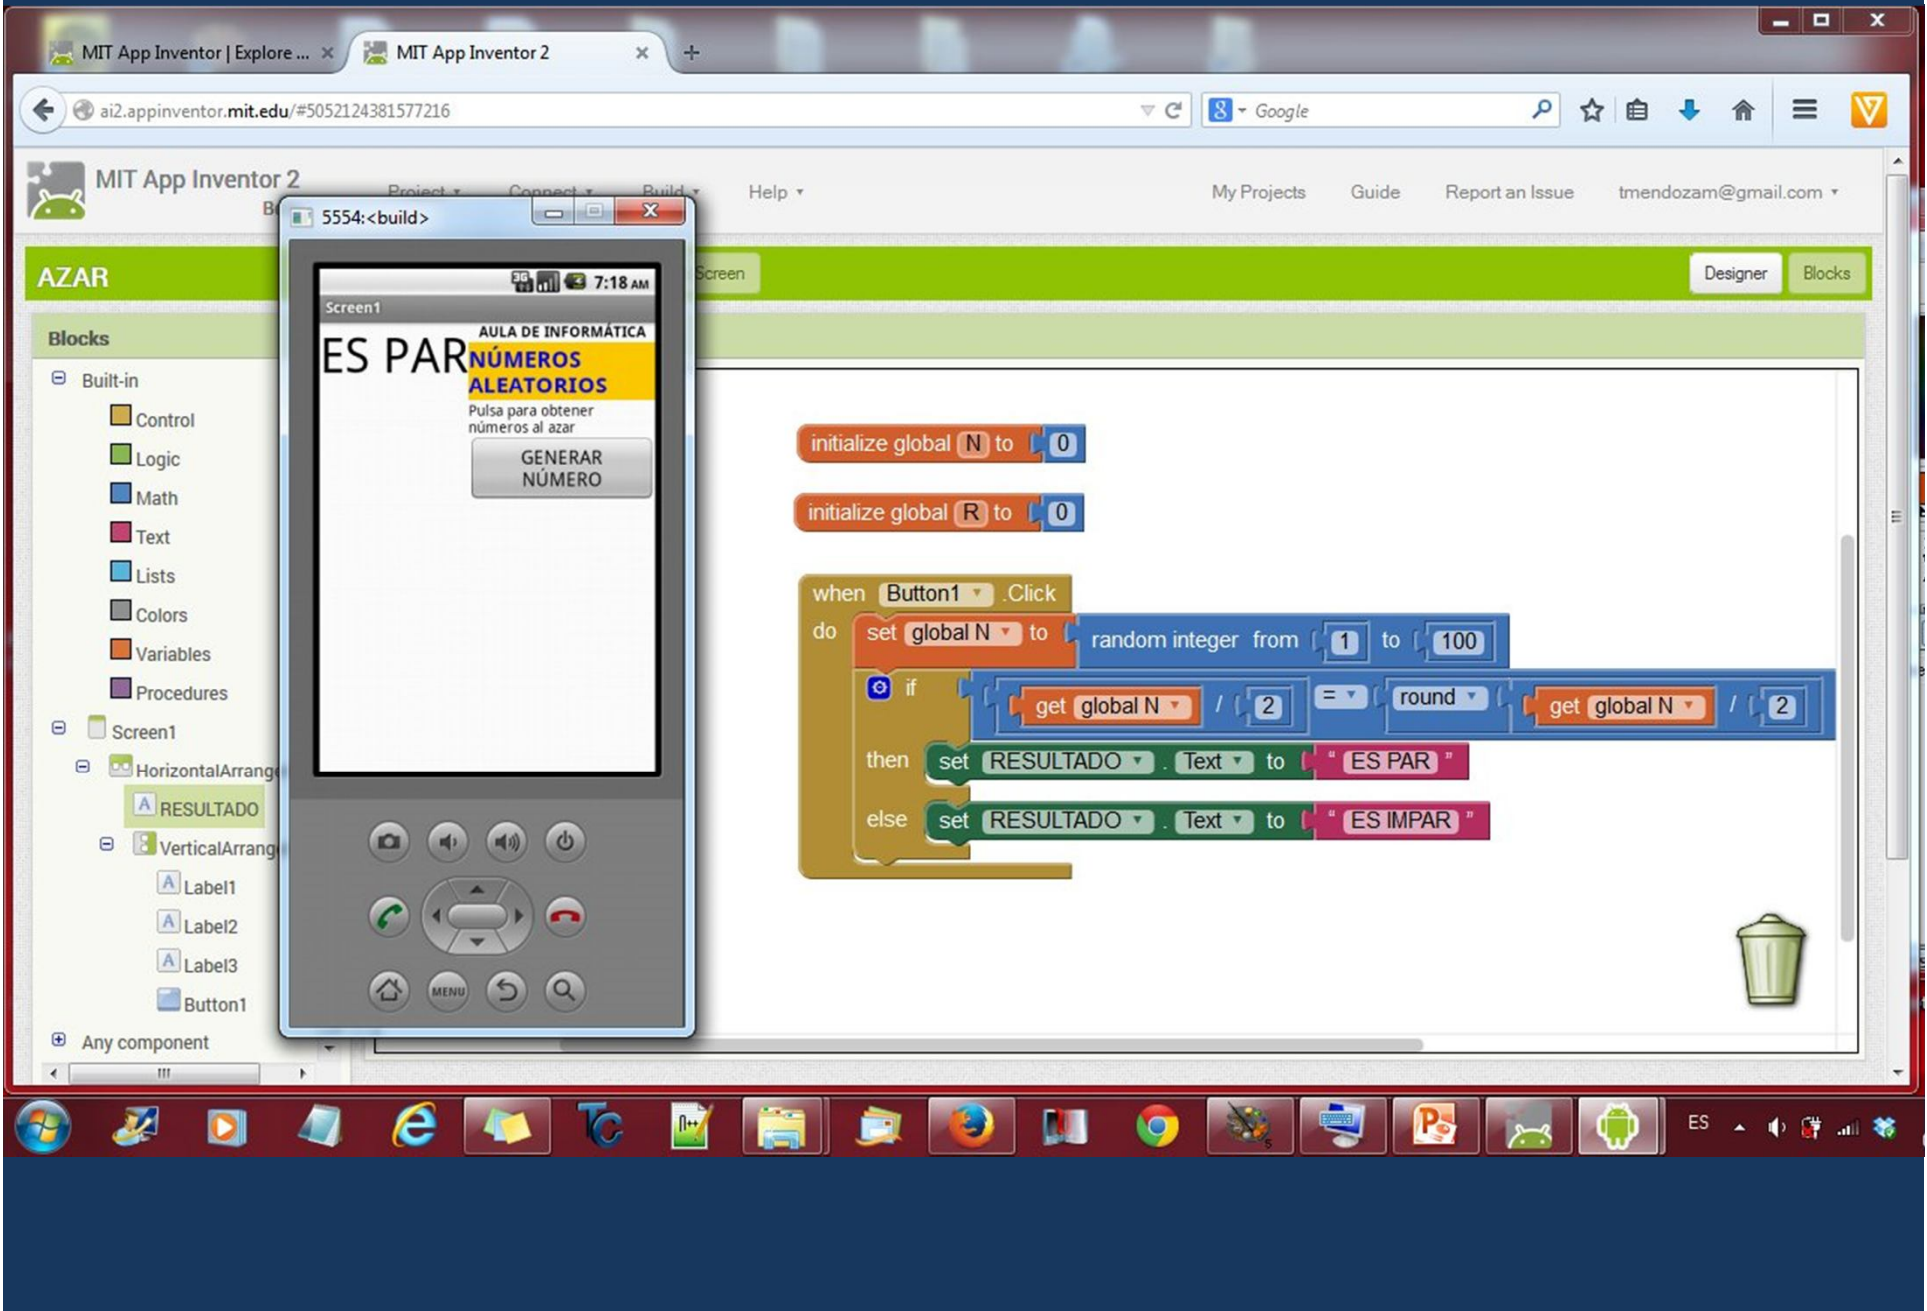 MIT App Inventor | Explore ... ×
MIT App Inventor 2 ×
ai2.appinventor.mit.edu/#5052124381577216
Google
MIT App Inventor 2
Project
Connect
Build
Help
My Projects
Guide
Report an Issue
tmendozam@gmail.com
5554:<build>
AZAR
Screen
Designer
Blocks
Blocks
Built-in
Control
Logic
Math
Text
Lists
Colors
Variables
Procedures
Screen1
HorizontalArrange
RESULTADO
VerticalArrang
Label1
Label2
Label3
Button1
Any component
3G
7:18 AM
Screen1
AULA DE INFORMÁTICA
ES PAR
NÚMEROS
ALEATORIOS
Pulsa para obtener
números al azar
GENERAR
NÚMERO
MENU
initialize global N to 0
initialize global R to 0
when Button1 .Click
do set global N to random integer from 1 to 100
if get global N / 2 = round get global N / 2
then set RESULTADO . Text to " ES PAR "
else set RESULTADO . Text to " ES IMPAR "
ES